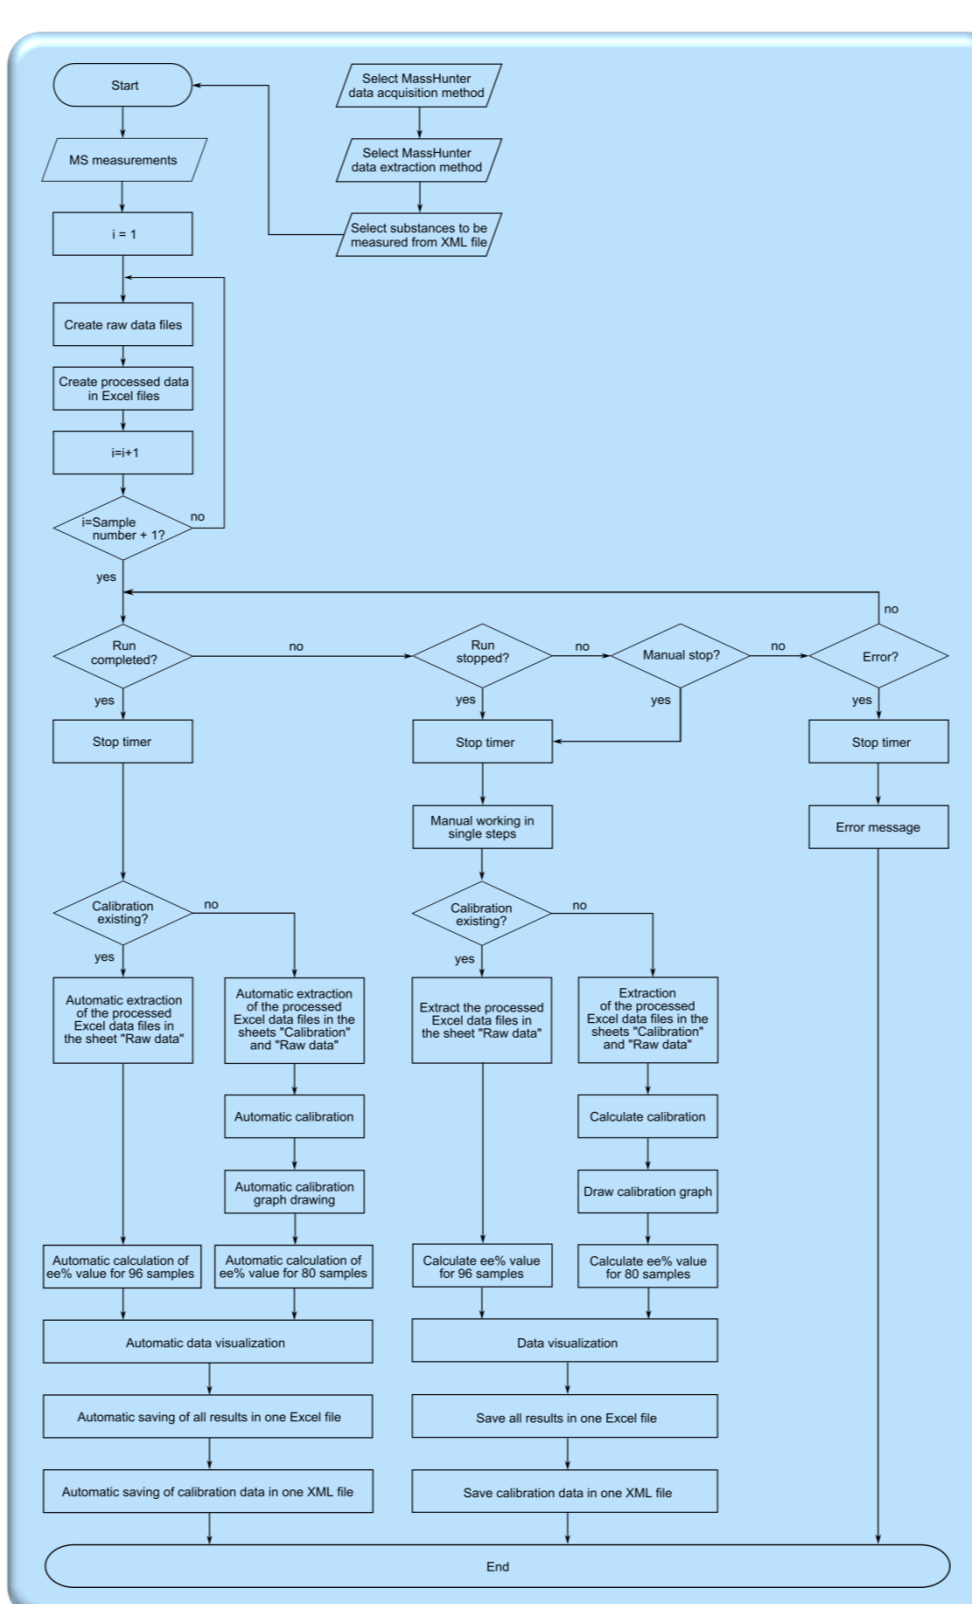 Start
Select MassHunter
data acquisition method
MS measurements
Select MassHunter
data extraction method
i = 1
Select substances to be
measured from XML file
Create raw data files
Create processed data
in Excel files
i=i+1
i=Sample
number + 1?
no
yes
no
Run
completed?
no
Run
stopped?
no
Manual stop?
no
Error?
yes
yes
yes
yes
Stop timer
Stop timer
Stop timer
Manual working in
single steps
Error message
Calibration
existing?
no
Calibration
existing?
no
yes
yes
Automatic extraction
of the processed
Excel data files in
the sheet "Raw data"
Automatic extraction
of the processed
Excel data files in the
sheets "Calibration"
and "Raw data"
Extract the processed
Excel data files in
the sheet "Raw data"
Extraction
of the processed
Excel data files in the
sheets "Calibration"
and "Raw data"
Automatic calibration
Calculate calibration
Automatic calibration
graph drawing
Draw calibration graph
Automatic calculation of
ee% value for 96 samples
Automatic calculation of
ee% value for 80 samples
Calculate ee% value
for 96 samples
Calculate ee% value
for 80 samples
Automatic data visualization
Data visualization
Automatic saving of all results in one Excel file
Save all results in one Excel file
Automatic saving of calibration data in one XML file
Save calibration data in one XML file
End